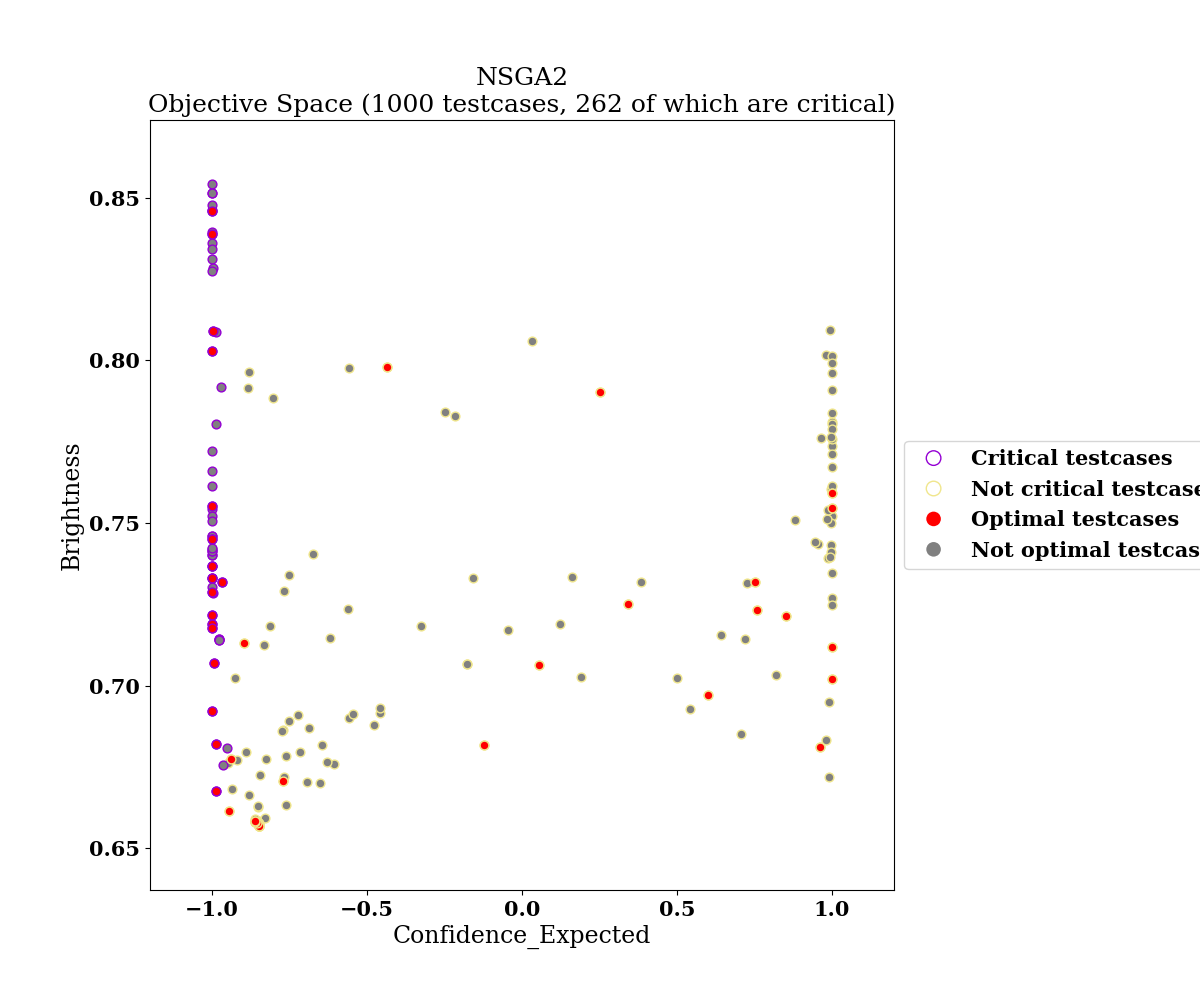 NSGA2
Objective Space (1000 testcases, 262 of which are critical)
0.85
0.80
0.75
0.70
0.65
Brightness
−1.0
−0.5
0.0
0.5
1.0
Confidence_Expected
Critical testcases
Not critical testcase
Optimal testcases
Not optimal testcas